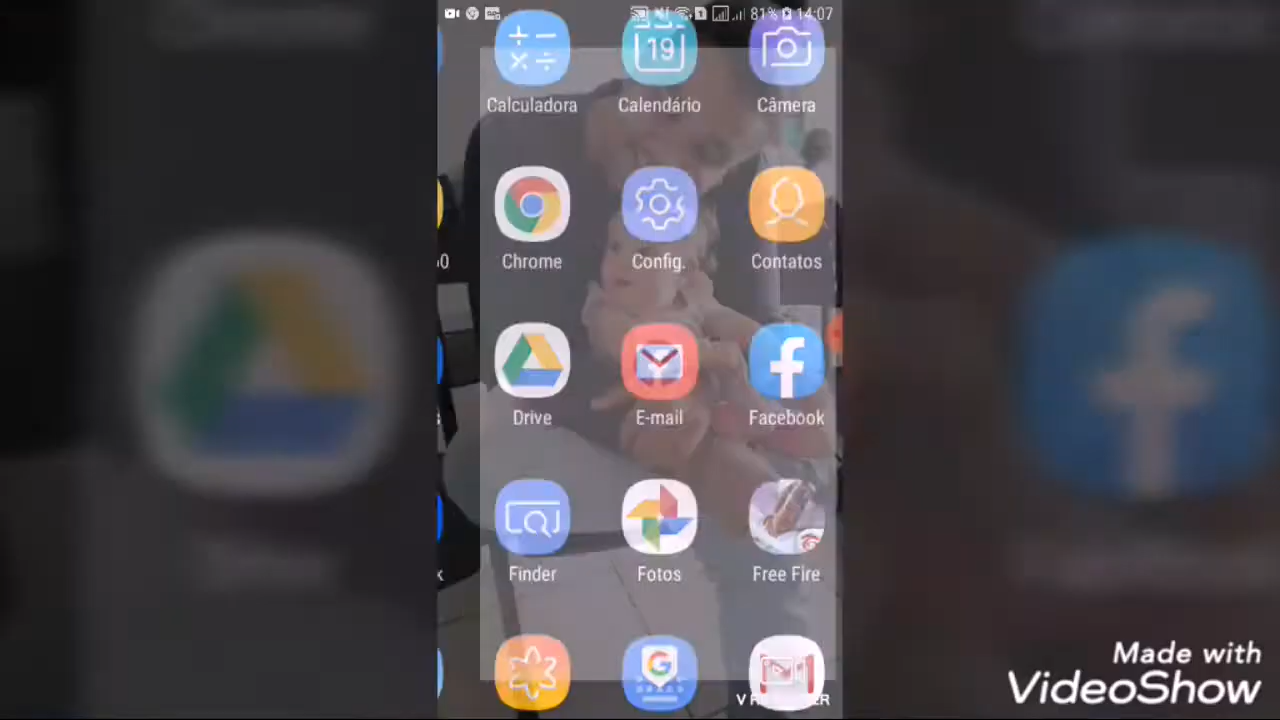 81% 14:07
19
Calculadora Calendário Câmera
Chrome Config. Contatos
Drive E-mail Facebook
Finder Fotos Free Fire
Made with
VideoShow